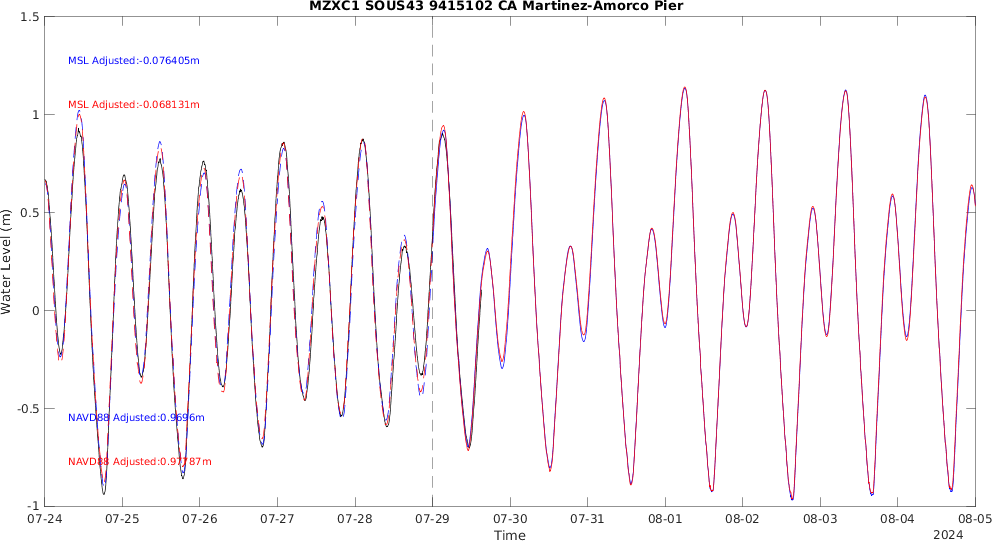 MZXC1 SOUS43 9415102 CA Martinez-Amorco Pier
1.5
MSL Adjusted:-0.076405m
MSL Adjusted:-0.068131m
1
0.5
Water Level (m)
0
-0.5
NAVD88 Adjusted:0.9696m
NAVD88 Adjusted:0.97787m
-1
07-24 07-25 07-26 07-27 07-28 07-29 07-30 07-31 08-01 08-02 08-03 08-04 08-05
Time
2024